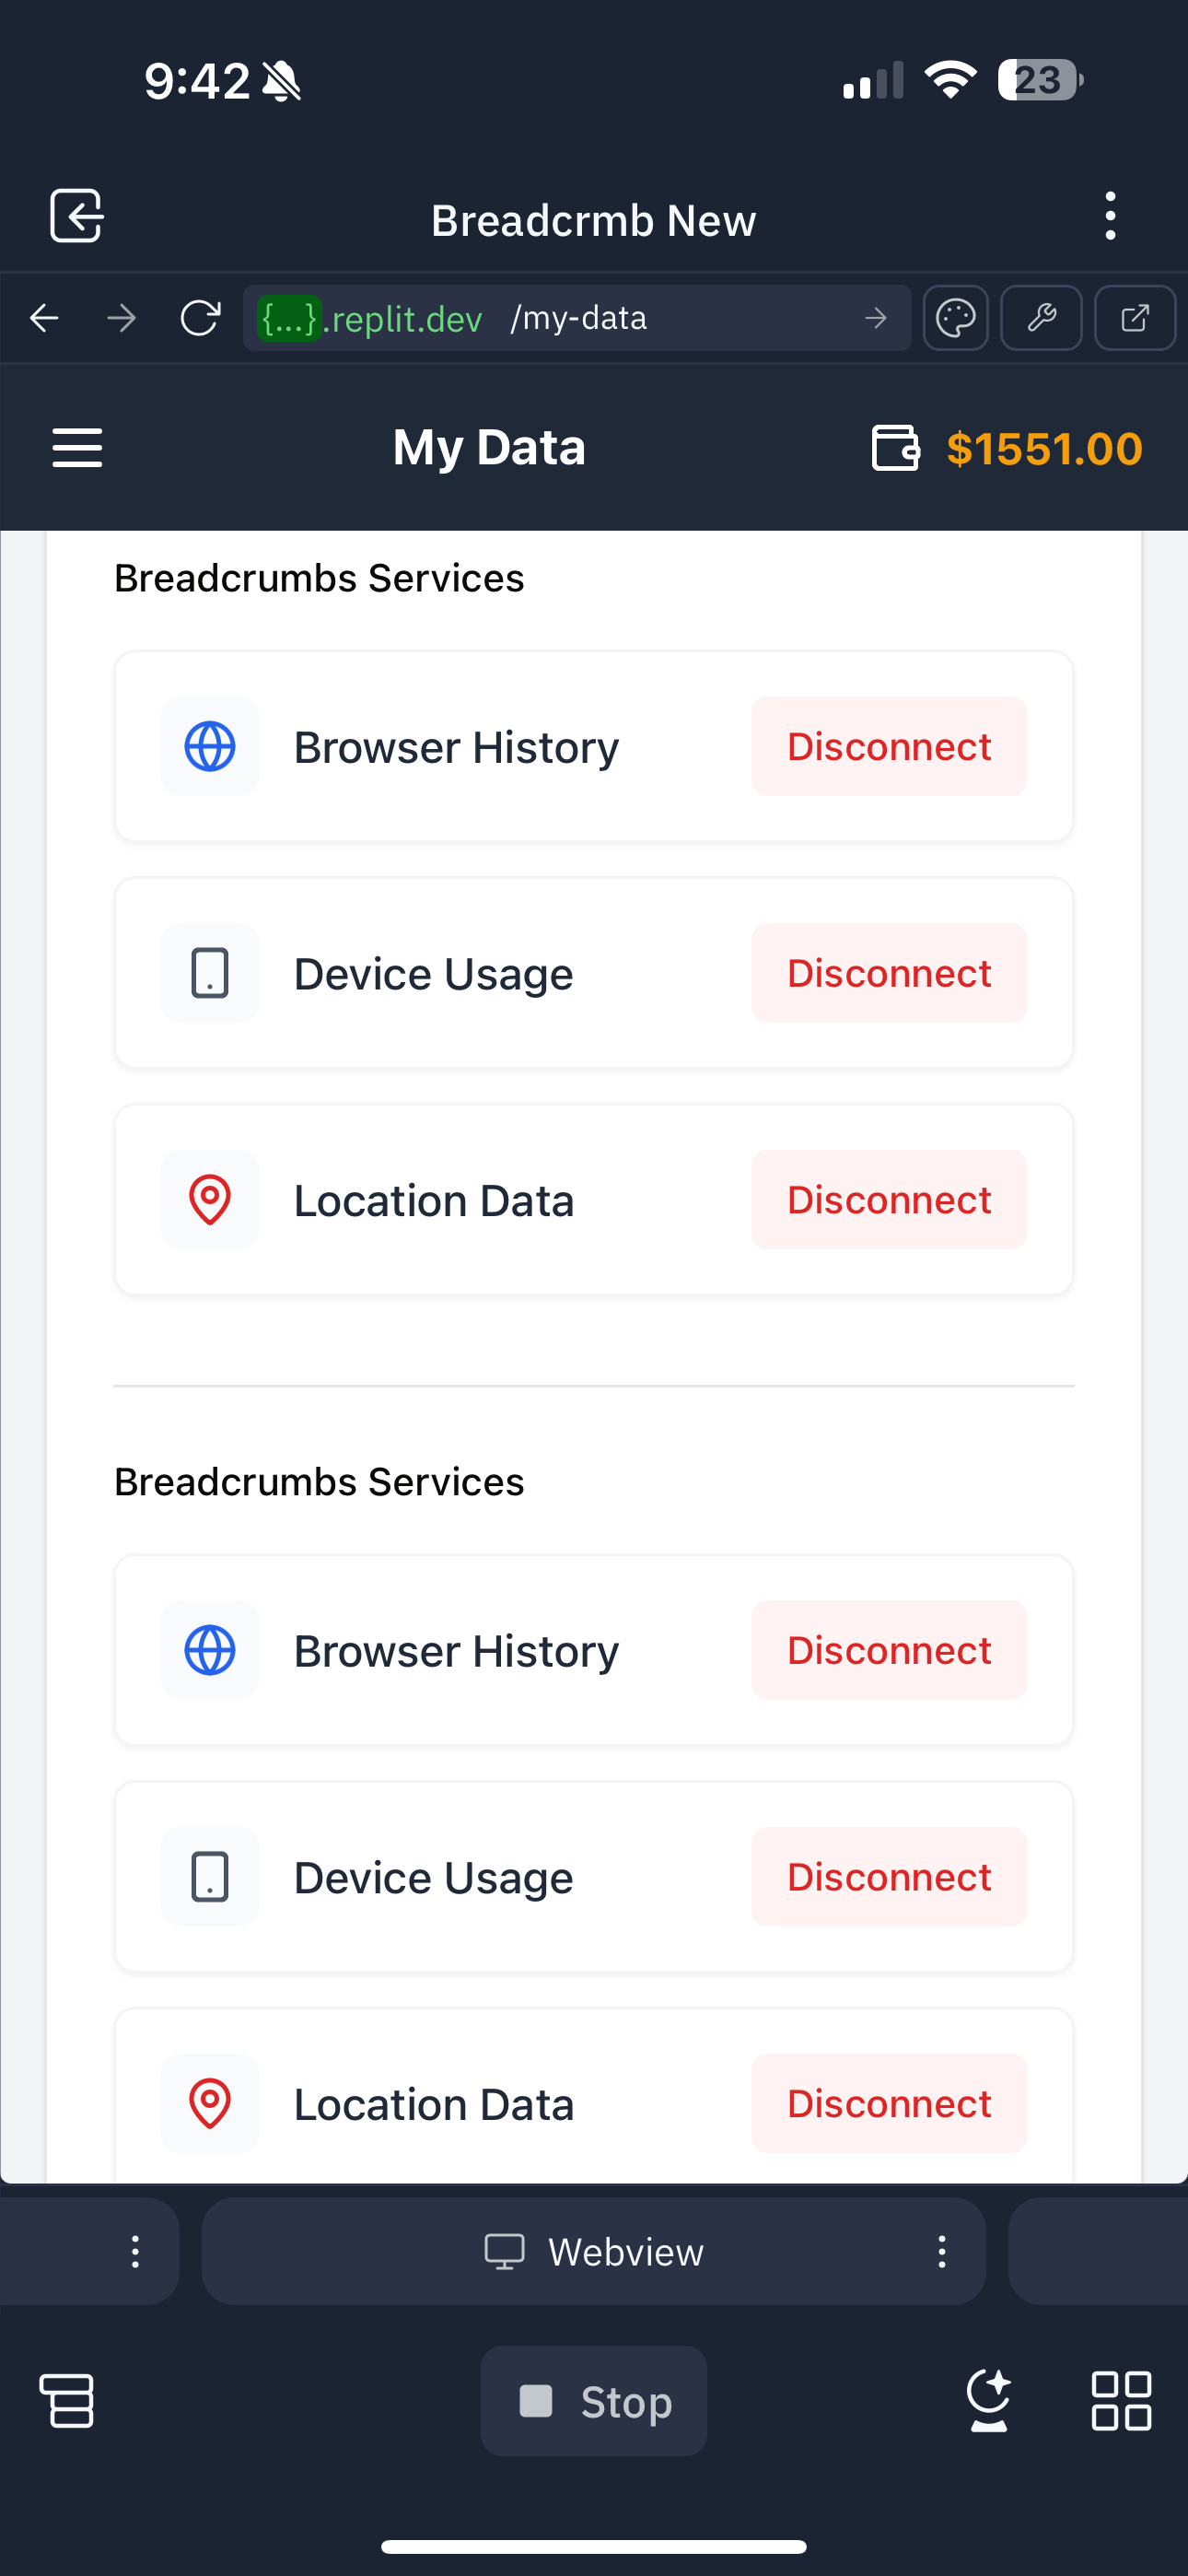 9:42
23
Breadcrmb New
{...}.replit.dev /my-data
My Data
$1551.00
Breadcrumbs Services
Browser History
Disconnect
Device Usage
Disconnect
Location Data
Disconnect
Breadcrumbs Services
Browser History
Disconnect
Device Usage
Disconnect
Location Data
Disconnect
Webview
Stop